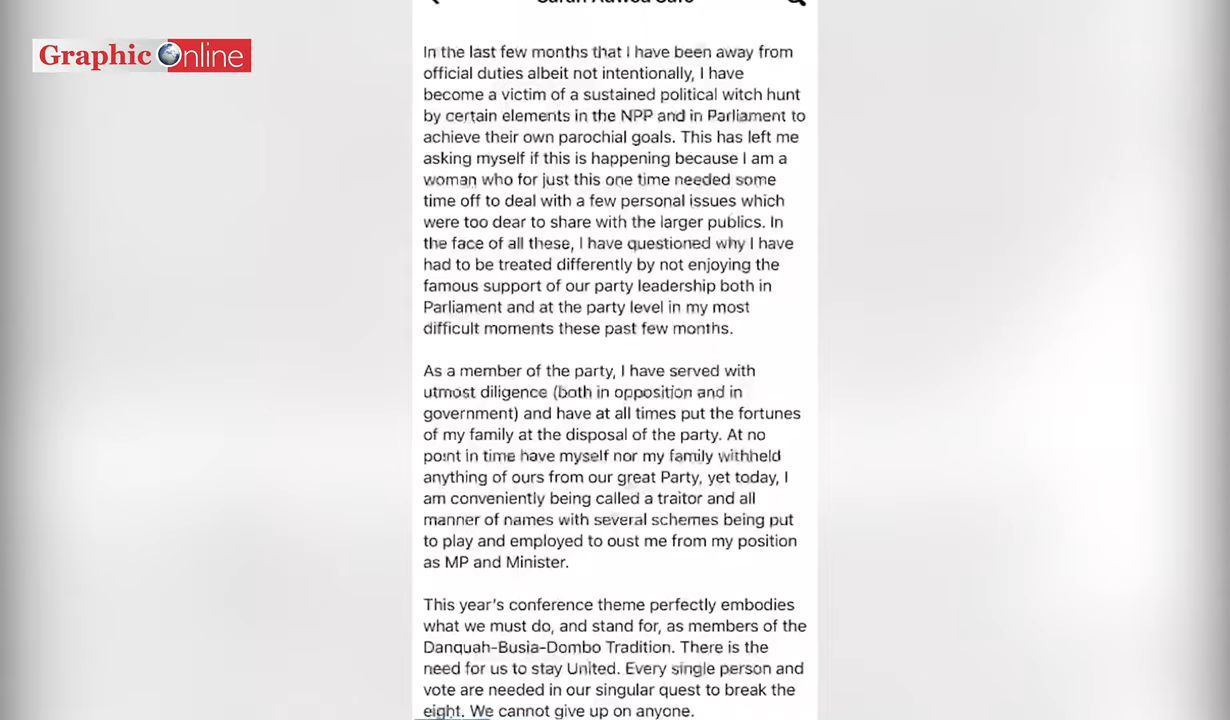 Graphic Online
In the last few months that I have been away from
official duties albeit not intentionally, I have
become a victim of a sustained political witch hunt
by certain elements in the NPP and in Parliament to
achieve their own parochial goals. This has left me
asking myself if this is happening because I am a
woman who for just this one time needed some
time off to deal with a few personal issues which
were too dear to share with the larger publics. In
the face of all these, I have questioned why I have
had to be treated differently by not enjoying the
famous support of our party leadership both in
Parliament and at the party level in my most
difficult moments these past few months.
As a member of the party, I have served with
utmost diligence (both in opposition and in
government) and have at all times put the fortunes
of my family at the disposal of the party. At no
point in time have myself nor my family withheld
anything of ours from our great Party, yet today, I
am conveniently being called a traitor and all
manner of names with several schemes being put
to play and employed to oust me from my position
as MP and Minister.
This year's conference theme perfectly embodies
what we must do, and stand for, as members of the
Danquah-Busia-Dombo Tradition. There is the
need for us to stay United. Every single person and
vote are needed in our singular quest to break the
eight. We cannot give up on anyone.